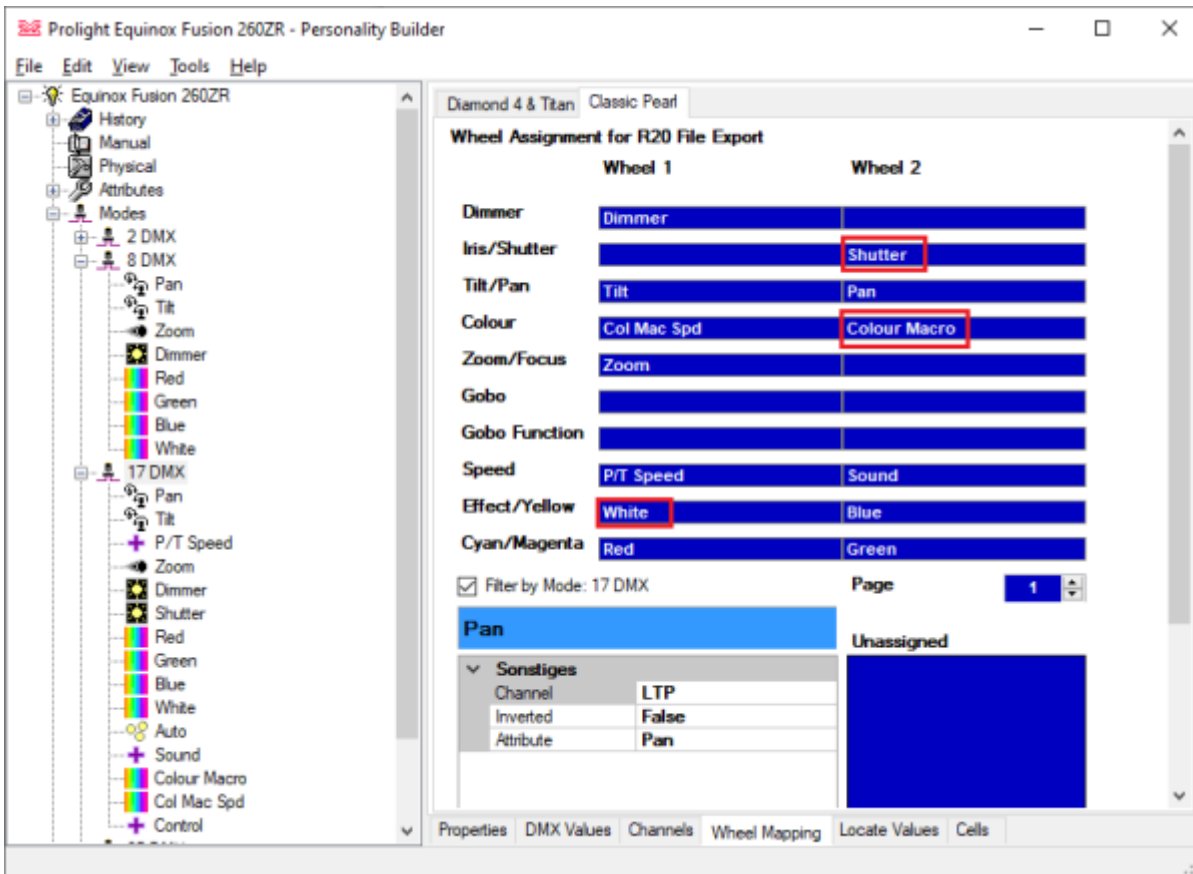 Prolight Equinox Fusion 260ZR - Personality Builder
File Edit View Tools Help
Equinox Fusion 260ZR
History
Manual
Physical
Attributes
Modes
2 DMX
8 DMX
Pan
Tilt
Zoom
Dimmer
Red
Green
Blue
White
17 DMX
Pan
Tilt
P/T Speed
Zoom
Dimmer
Shutter
Red
Green
Blue
White
Auto
Sound
Colour Macro
Col Mac Spd
Control
Diamond 4 & Titan Classic Pearl
Wheel Assignment for R20 File Export
Wheel 1 Wheel 2
Dimmer Dimmer
Iris/Shutter Shutter
Tilt/Pan Tilt Pan
Colour Col Mac Spd Colour Macro
Zoom/Focus Zoom
Gobo
Gobo Function
Speed P/T Speed Sound
Effect/Yellow White Blue
Cyan/Magenta Red Green
Filter by Mode: 17 DMX Page 1
Pan
Unassigned
Sonstiges
Channel LTP
Inverted False
Attribute Pan
Properties DMX Values Channels Wheel Mapping Locate Values Cells